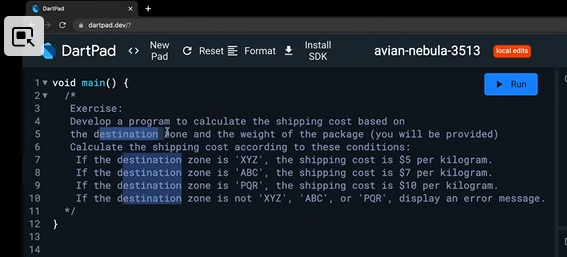 DartPad
dartpad.dev/?
DartPad
New Pad
Reset
Format
Install SDK
avian-nebula-3513
local edits
Run
1 void main() {
2 /*
3 Exercise:
4 Develop a program to calculate the shipping cost based on
5 the destination zone and the weight of the package (you will be provided)
6 Calculate the shipping cost according to these conditions:
7 If the destination zone is 'XYZ', the shipping cost is $5 per kilogram.
8 If the destination zone is 'ABC', the shipping cost is $7 per kilogram.
9 If the destination zone is 'PQR', the shipping cost is $10 per kilogram.
10 If the destination zone is not 'XYZ', 'ABC', or 'PQR', display an error message.
11 */
12 }
13
14